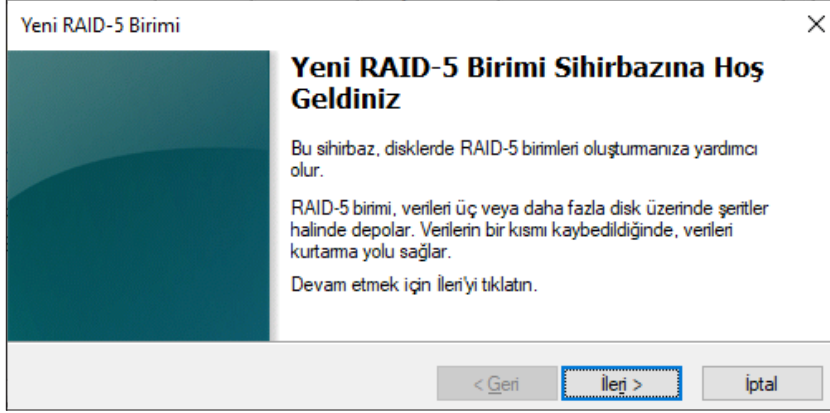 Yeni RAID-5 Birimi
Yeni RAID-5 Birimi Sihirbazına Hoş
Geldiniz
Bu sihirbaz, disklerde RAID-5 birimleri oluşturmanıza yardımcı
olur.
RAID-5 birimi, verileri üç veya daha fazla disk üzerinde şeritler
halinde depolar. Verilerin bir kısmı kaybedildiğinde, verileri
kurtarma yolu sağlar.
Devam etmek için İleri'yi tıklatın.
< Geri İleri > İptal